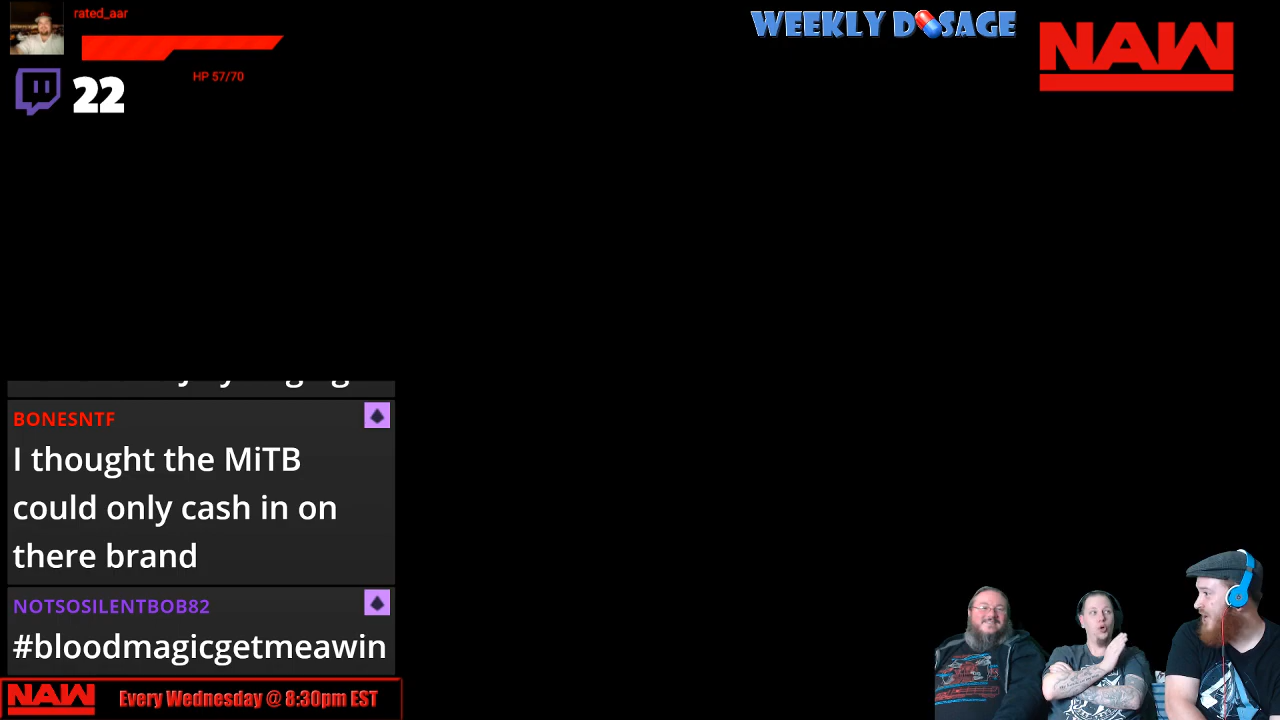 rated_aar
HP 57/70
22
WEEKLY DOSAGE
NAW
BONESNTF
I thought the MiTB
could only cash in on
there brand
NOTSOSILENTBOB82
#bloodmagicgetmeawin
NAW Every Wednesday @ 8:30pm EST